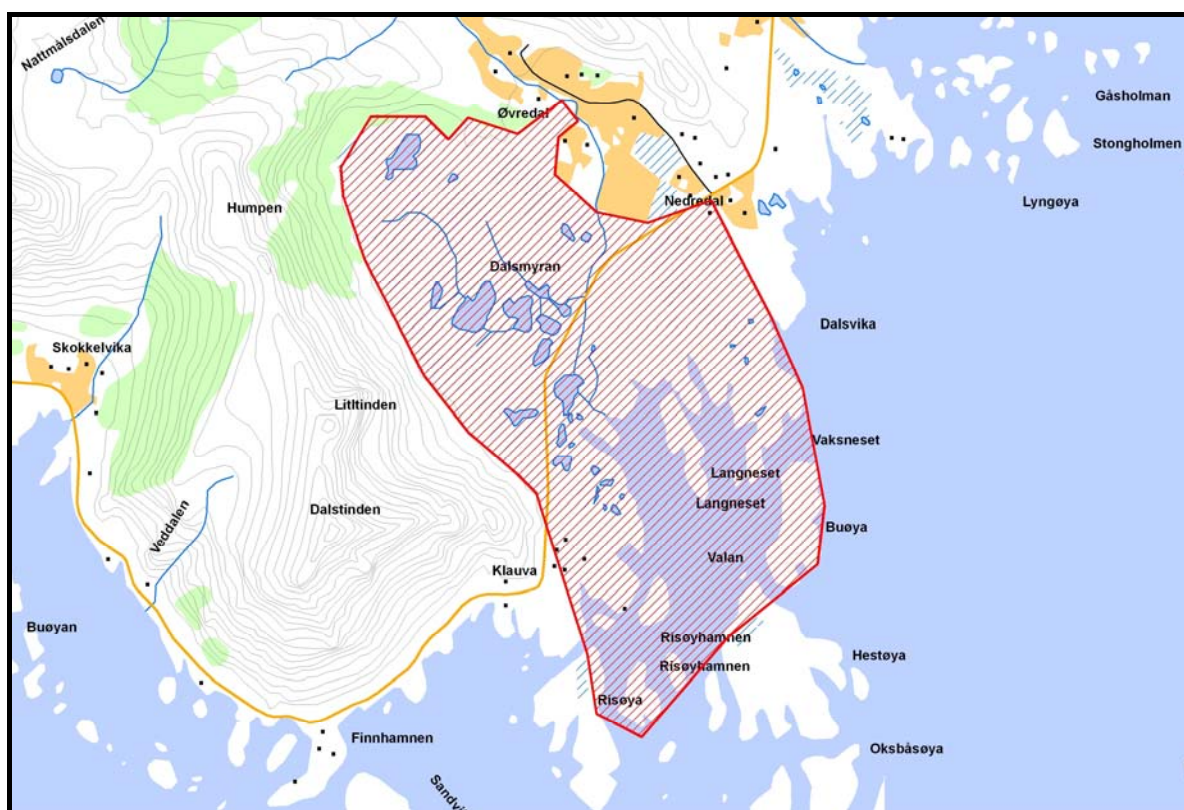 Nattmålsdalen
Gåsholman
Øvredal
Stongholmen
Nedredal
Lyngøya
Humpen
Dalsmyran
Dalsvika
Skokkelvika
Litltinden
Vaksneset
Langneset
Langneset
Dalstinden
Veddalen
Buøya
Valan
Klauva
Buøyan
Risøyhamnen
Hestøya
Risøyhamnen
Risøya
Finnhamnen
Oksbåsøya